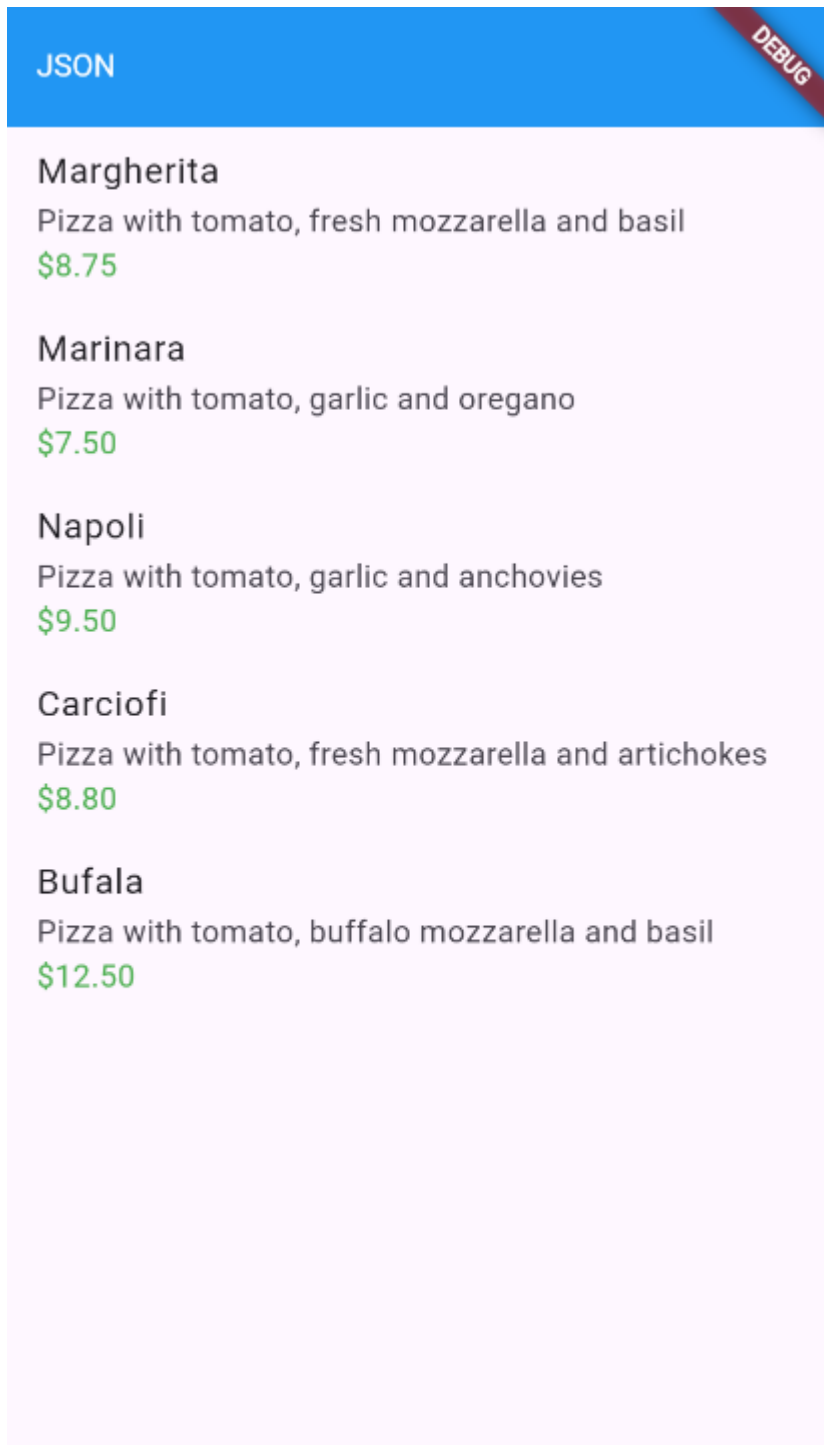 JSON
DEBUG
Margherita
Pizza with tomato, fresh mozzarella and basil
$8.75
Marinara
Pizza with tomato, garlic and oregano
$7.50
Napoli
Pizza with tomato, garlic and anchovies
$9.50
Carciofi
Pizza with tomato, fresh mozzarella and artichokes
$8.80
Bufala
Pizza with tomato, buffalo mozzarella and basil
$12.50